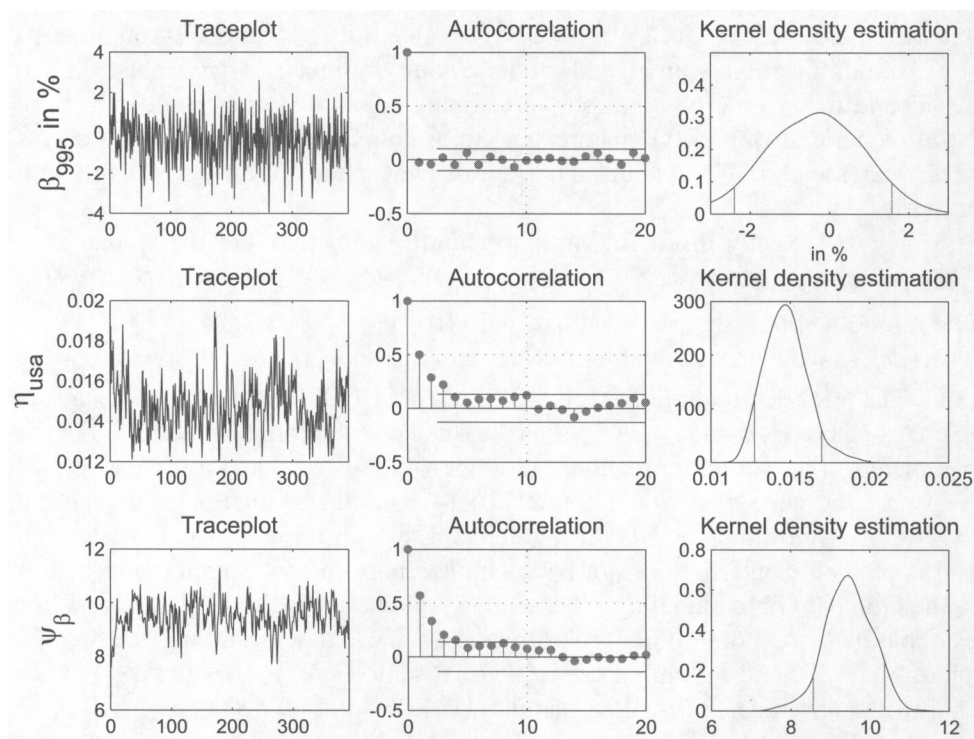 Traceplot Autocorrelation Kernel density estimation
β995 in %
4
2
0
-2
-4
0 100 200 300
1
0.5
0
-0.5
0 10 20
0.4
0.3
0.2
0.1
0
-2 0 2
in %
Traceplot Autocorrelation Kernel density estimation
ηusa
0.02
0.018
0.016
0.014
0.012
0 100 200 300
1
0.5
0
-0.5
0 10 20
300
200
100
0
0.01 0.015 0.02 0.025
Traceplot Autocorrelation Kernel density estimation
Ψβ
12
10
8
6
0 100 200 300
1
0.5
0
-0.5
0 10 20
0.8
0.6
0.4
0.2
0
6 8 10 12